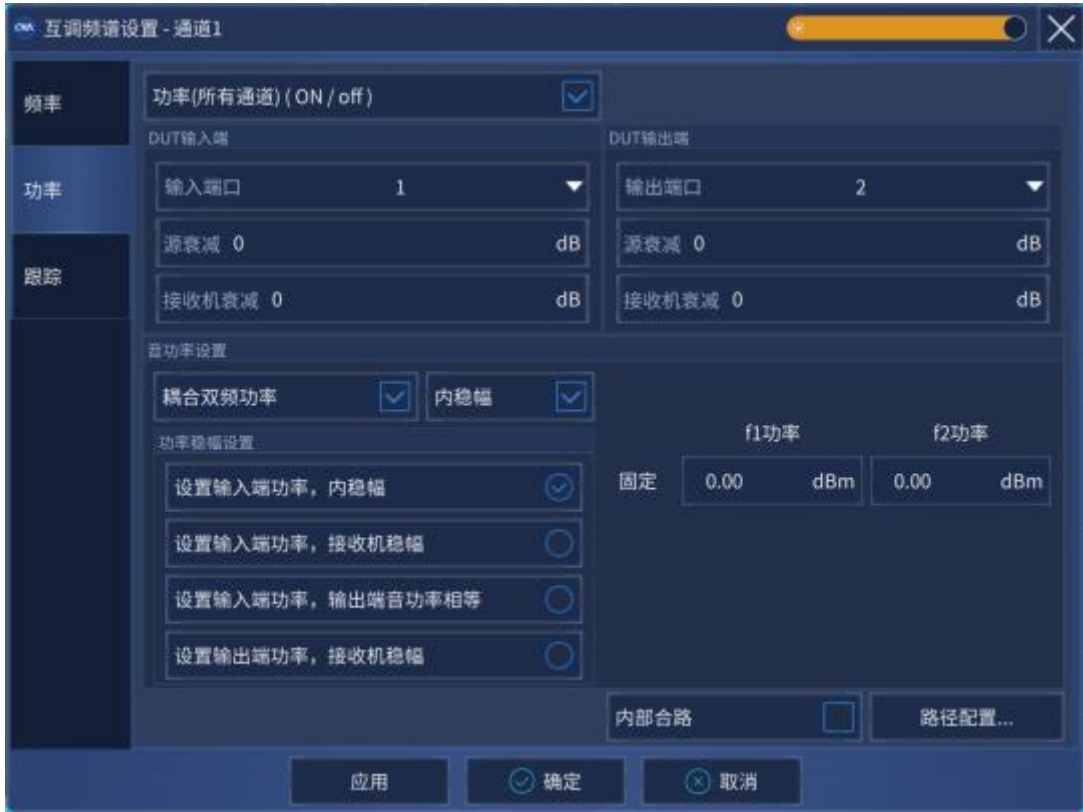 CNA 互调频谱设置 - 通道1
频率
功率
跟踪
功率(所有通道) ( ON / off )
DUT输入端
输入端口 1
源衰减 0 dB
接收机衰减 0 dB
DUT输出端
输出端口 2
源衰减 0 dB
接收机衰减 0 dB
音功率设置
耦合双频功率
内稳幅
功率稳幅设置
设置输入端功率，内稳幅
设置输入端功率，接收机稳幅
设置输入端功率，输出端音功率相等
设置输出端功率，接收机稳幅
f1功率 f2功率
固定 0.00 dBm 0.00 dBm
内部合路
路径配置...
应用
确定
取消